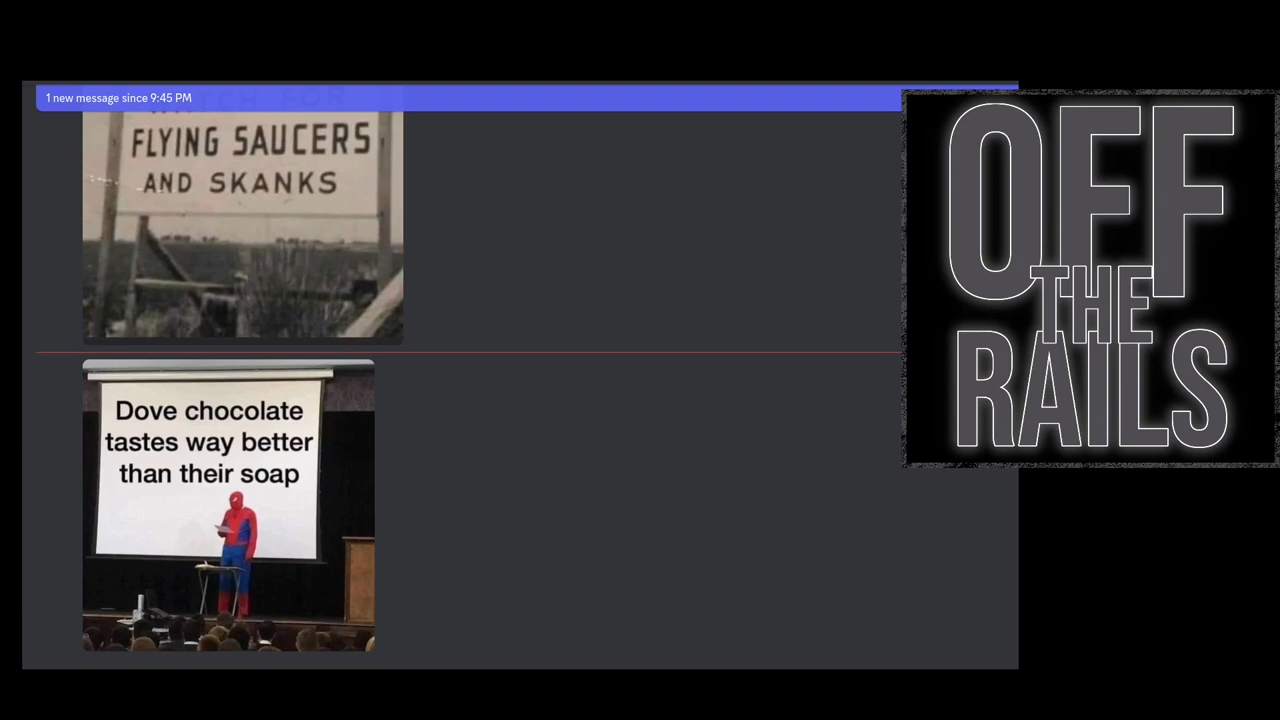 1 new message since 9:45 PM
FLYING SAUCERS
AND SKANKS
Dove chocolate
tastes way better
than their soap
OFF
THE
RAILS